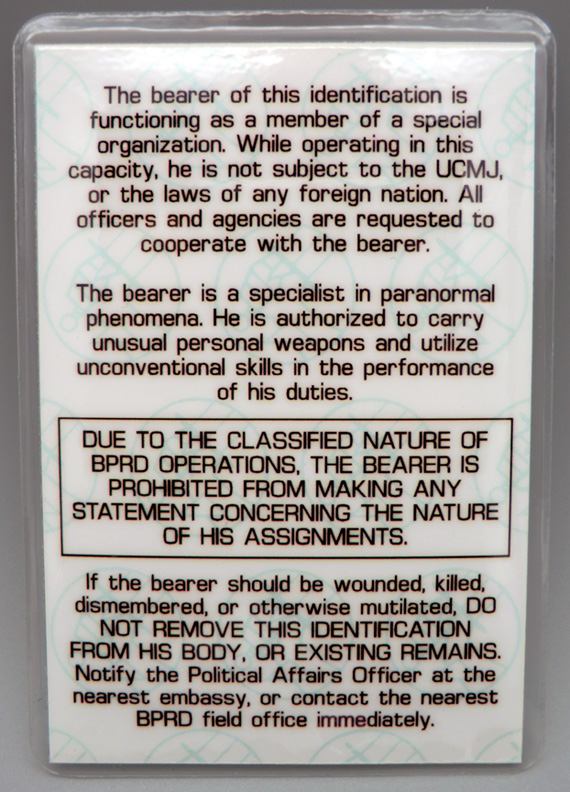 The bearer of this identification is
functioning as a member of a special
organization. While operating in this
capacity, he is not subject to the UCMJ,
or the laws of any foreign nation. All
officers and agencies are requested to
cooperate with the bearer.
The bearer is a specialist in paranormal
phenomena. He is authorized to carry
unusual personal weapons and utilize
unconventional skills in the performance
of his duties.
DUE TO THE CLASSIFIED NATURE OF
BPRD OPERATIONS, THE BEARER IS
PROHIBITED FROM MAKING ANY
STATEMENT CONCERNING THE NATURE
OF HIS ASSIGNMENTS.
If the bearer should be wounded, killed,
dismembered, or otherwise mutilated, DO
NOT REMOVE THIS IDENTIFICATION
FROM HIS BODY, OR EXISTING REMAINS.
Notify the Political Affairs Officer at the
nearest embassy, or contact the nearest
BPRD field office immediately.